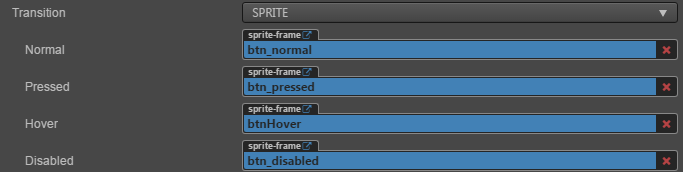 Transition SPRITE
sprite-frame
Normal btn_normal
sprite-frame
Pressed btn_pressed
sprite-frame
Hover btnHover
sprite-frame
Disabled btn_disabled